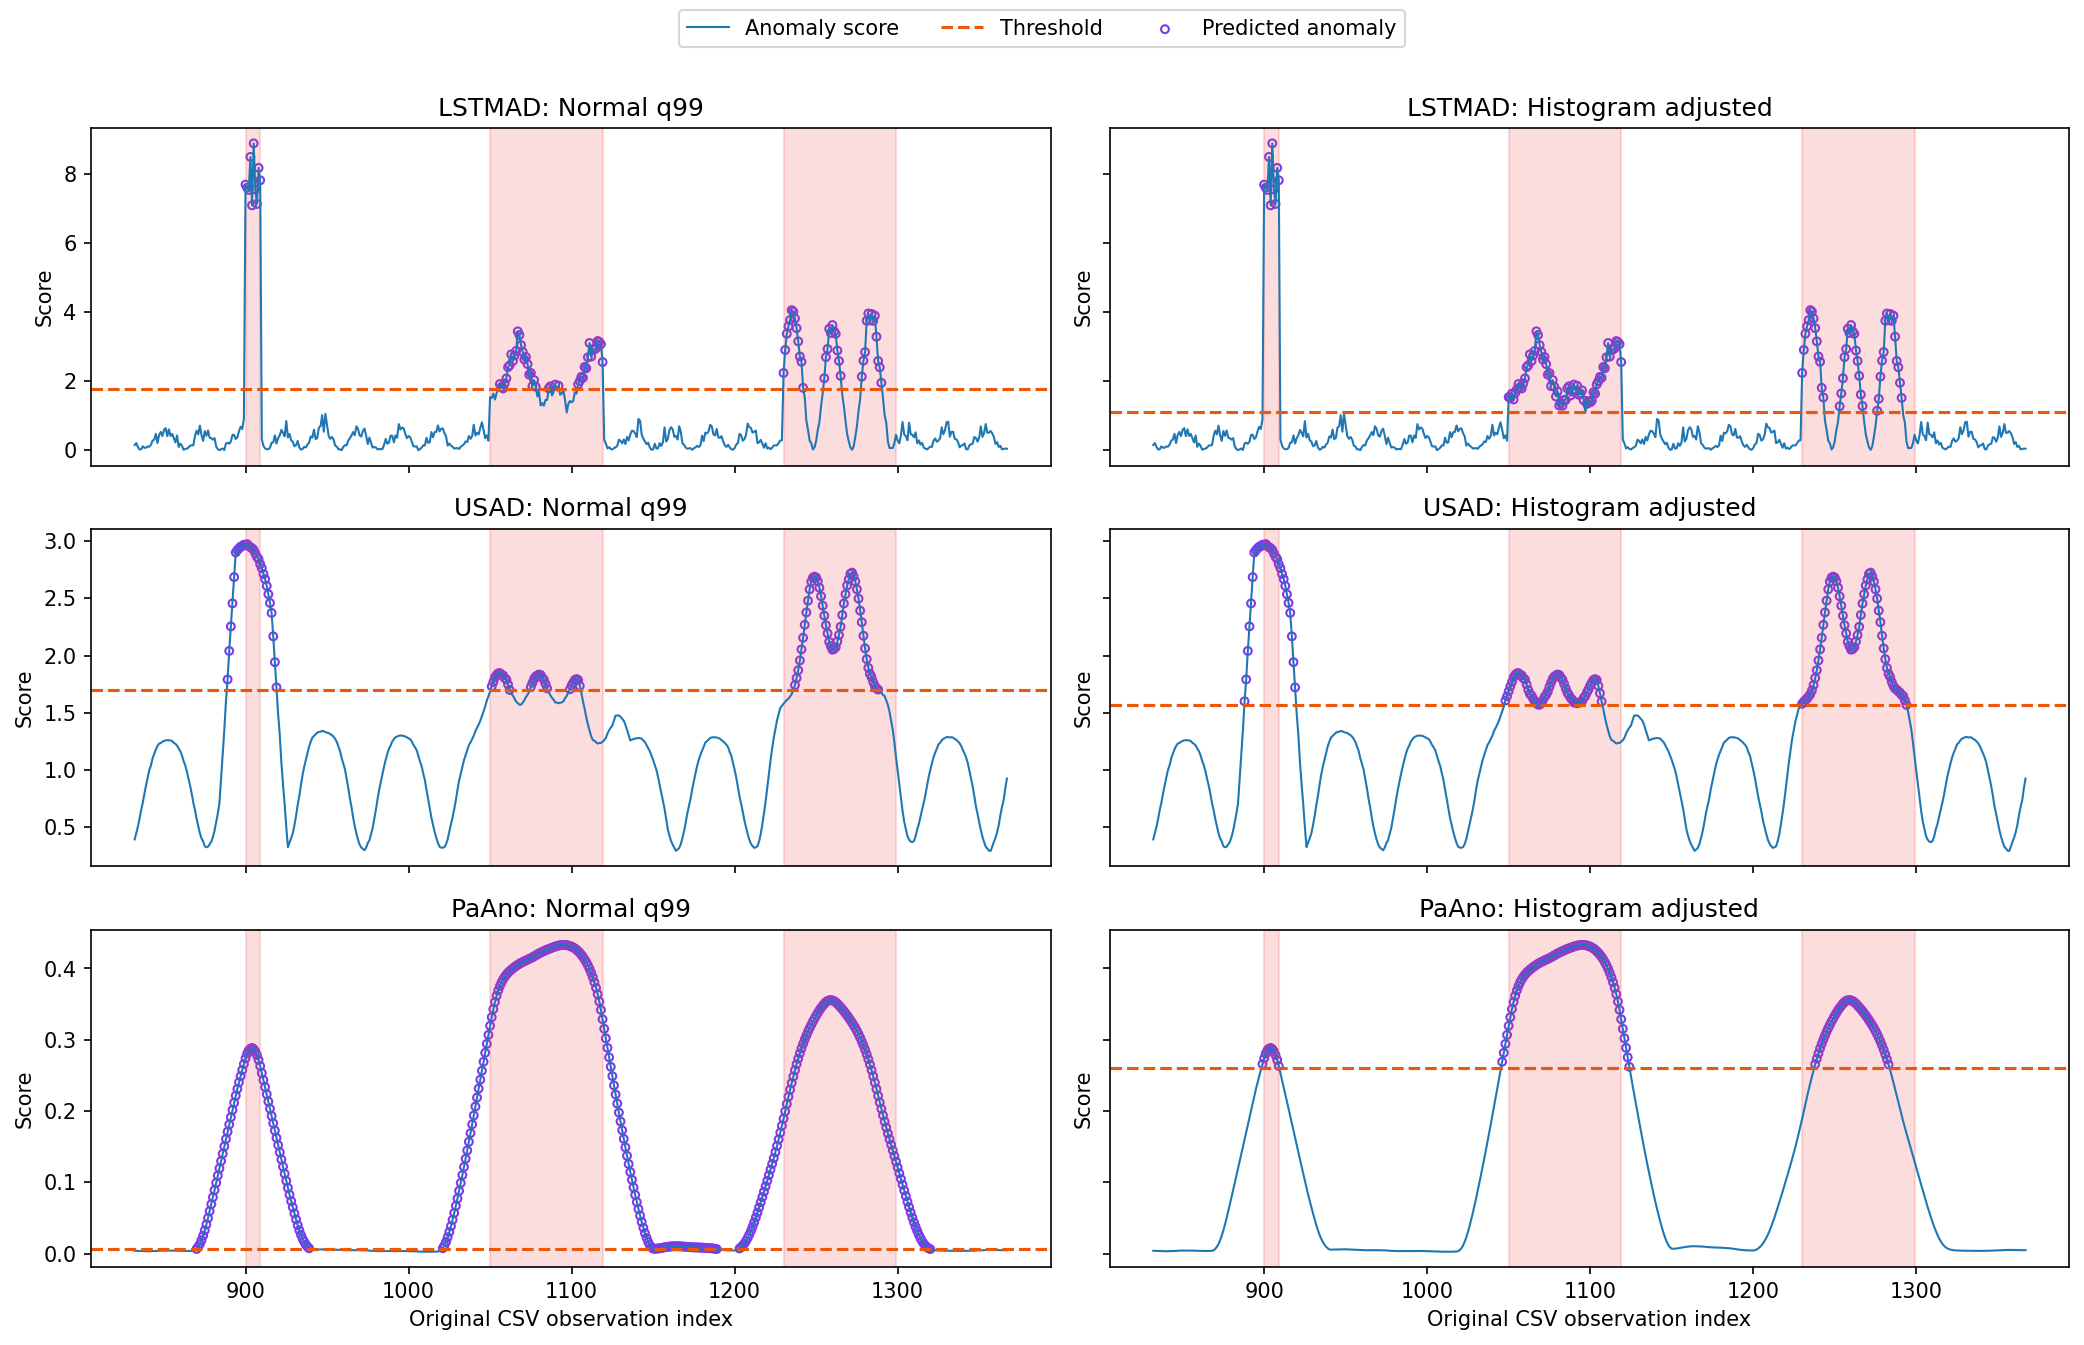 Anomaly score Threshold Predicted anomaly
LSTMAD: Normal q99
Score
8
6
4
2
0
LSTMAD: Histogram adjusted
Score
USAD: Normal q99
Score
3.0
2.5
2.0
1.5
1.0
0.5
USAD: Histogram adjusted
Score
PaAno: Normal q99
Score
0.4
0.3
0.2
0.1
0.0
900 1000 1100 1200 1300
Original CSV observation index
PaAno: Histogram adjusted
Score
900 1000 1100 1200 1300
Original CSV observation index